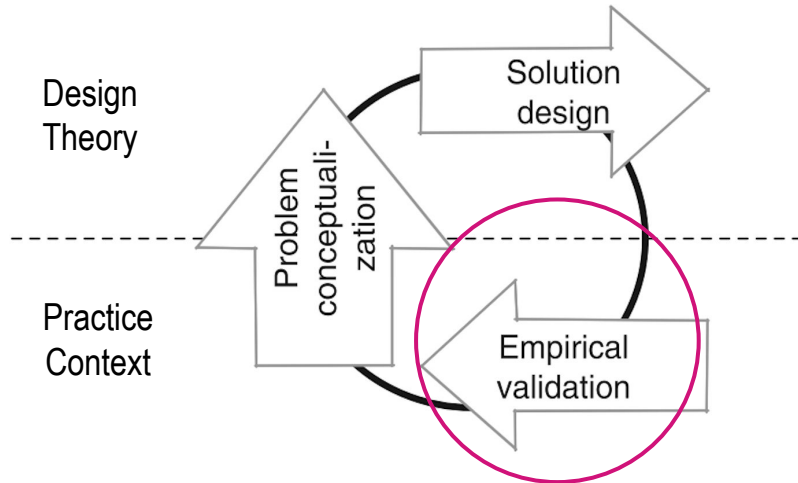 Design
Theory
Solution
design
Problem
conceptuali-
zation
Practice
Context
Empirical
validation